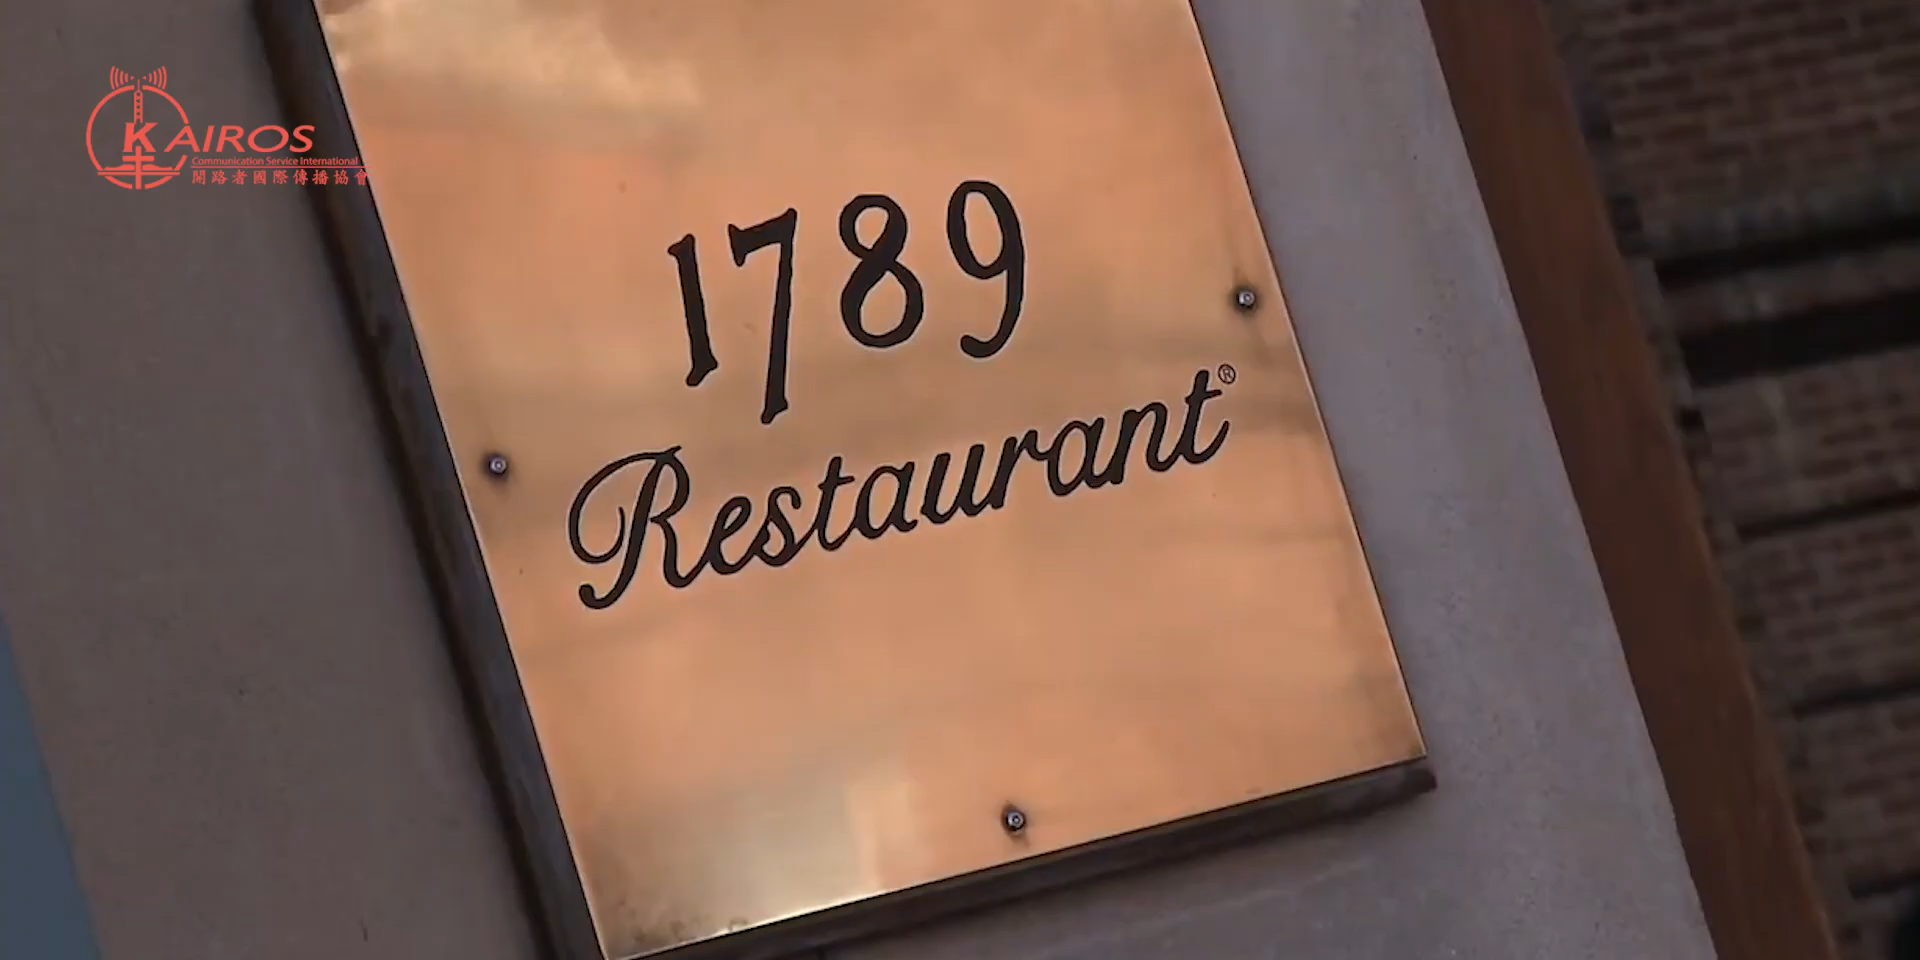 KAIROS
Communication Service International
開路者國際傳播協會
1789
Restaurant®